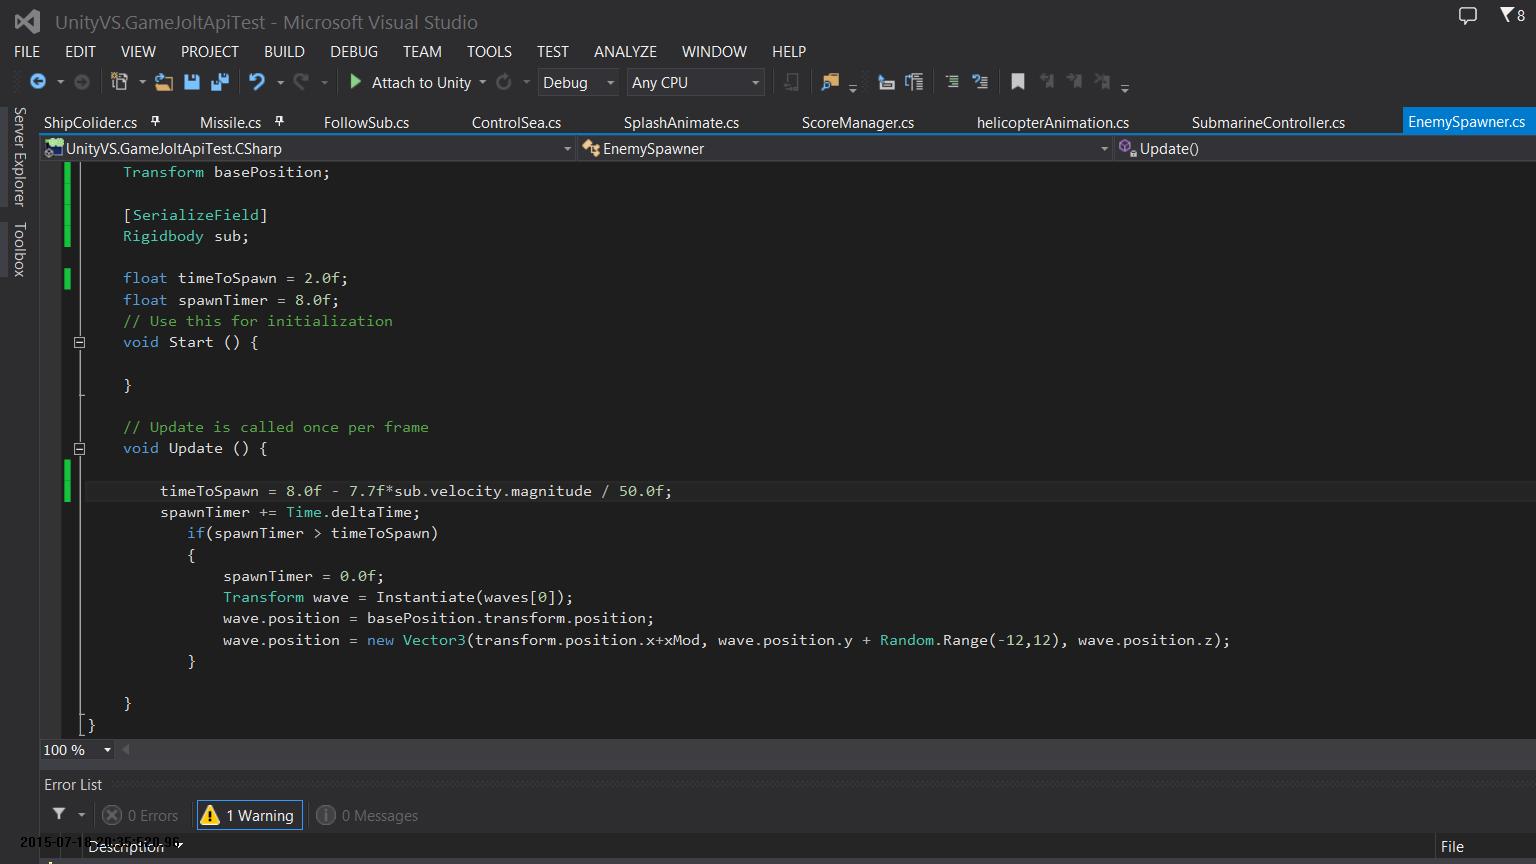 UnityVS.GameJoltApiTest - Microsoft Visual Studio
8
FILE EDIT VIEW PROJECT BUILD DEBUG TEAM TOOLS TEST ANALYZE WINDOW HELP
Attach to Unity Debug Any CPU
Server Explorer
Toolbox
ShipColider.cs Missile.cs FollowSub.cs ControlSea.cs SplashAnimate.cs ScoreManager.cs helicopterAnimation.cs SubmarineController.cs EnemySpawner.cs
UnityVS.GameJoltApiTest.CSharp EnemySpawner Update()
Transform basePosition;
[SerializeField]
Rigidbody sub;
float timeToSpawn = 2.0f;
float spawnTimer = 8.0f;
// Use this for initialization
void Start () {
}
// Update is called once per frame
void Update () {
timeToSpawn = 8.0f - 7.7f*sub.velocity.magnitude / 50.0f;
spawnTimer += Time.deltaTime;
if(spawnTimer > timeToSpawn)
{
spawnTimer = 0.0f;
Transform wave = Instantiate(waves[0]);
wave.position = basePosition.transform.position;
wave.position = new Vector3(transform.position.x+xMod, wave.position.y + Random.Range(-12,12), wave.position.z);
}
}
}
100 %
Error List
0 Errors 1 Warning 0 Messages
Description File